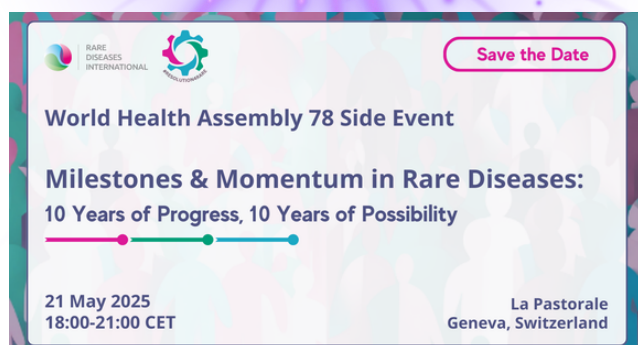 RARE
DISEASES
INTERNATIONAL
#RESOLUTION4RARE
Save the Date
World Health Assembly 78 Side Event
Milestones & Momentum in Rare Diseases:
10 Years of Progress, 10 Years of Possibility
21 May 2025
18:00-21:00 CET
La Pastorale
Geneva, Switzerland